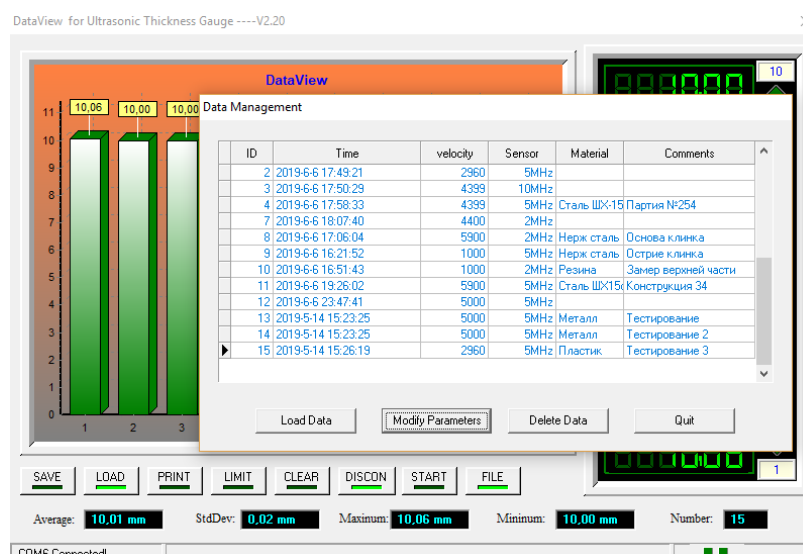 DataView for Ultrasonic Thickness Gauge ----V2.20
DataView
10
10,06 10,00 10,00
11
10
9
8
7
6
5
4
3
2
1
0
1 2 3
Data Management
ID Time velocity Sensor Material Comments
2 2019-6-6 17:49:21 2960 5MHz
3 2019-6-6 17:50:29 4399 10MHz
4 2019-6-6 17:58:33 4399 5MHz Сталь ШХ-15 Партия №254
7 2019-6-6 18:07:40 4400 2MHz
8 2019-6-6 17:06:04 5900 2MHz Нерж сталь Основа клинка
9 2019-6-6 16:21:52 1000 5MHz Нерж сталь Острие клинка
10 2019-6-6 16:51:43 1000 2MHz Резина Замер верхней части
11 2019-6-6 19:26:02 5900 5MHz Сталь ШХ15с Конструкция 34
12 2019-6-6 23:47:41 5000 5MHz
13 2019-5-14 15:23:25 5000 5MHz Металл Тестирование
14 2019-5-14 15:23:25 5000 5MHz Металл Тестирование 2
15 2019-5-14 15:26:19 2960 5MHz Пластик Тестирование 3
Load Data Modify Parameters Delete Data Quit
1
SAVE LOAD PRINT LIMIT CLEAR DISCON START FILE
Average: 10,01 mm StdDev: 0,02 mm Maximum: 10,06 mm Mininum: 10,00 mm Number: 15